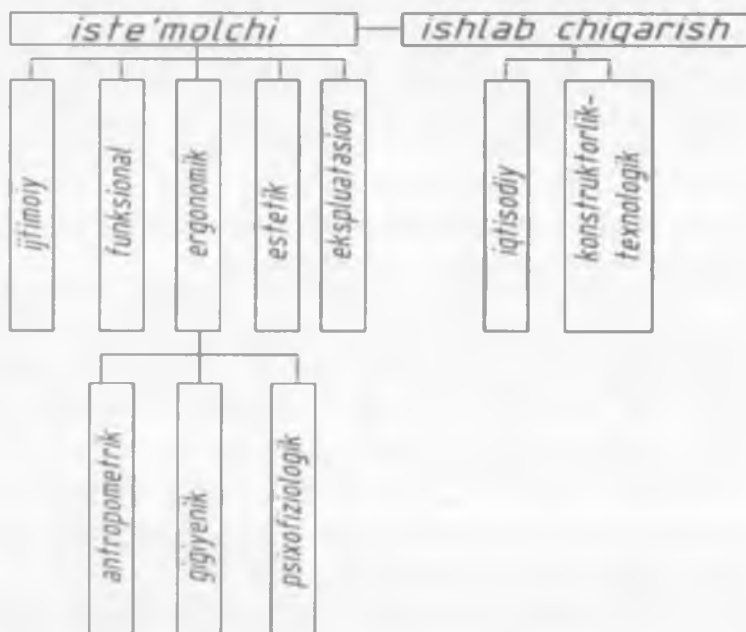 iste'molchi
ishlab chiqarish
ijtimoiy
funksional
ergonomik
estetik
ekspluatasion
iqtisodiy
konstruktorlik-
texnologik
antropometrik
gigiyenik
psixofiziologik